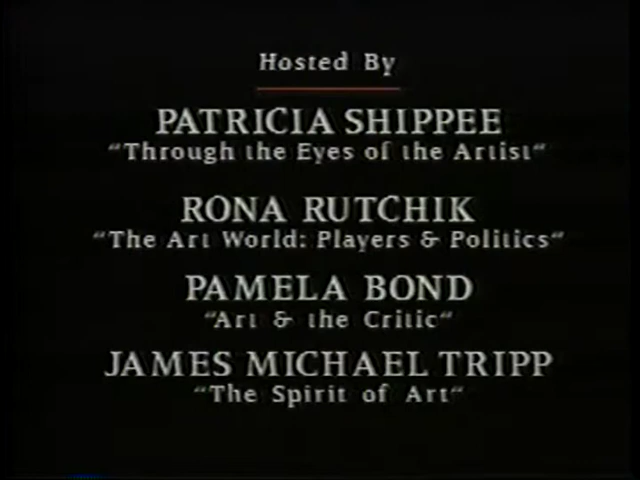 Hosted By
PATRICIA SHIPPEE
"Through the Eyes of the Artist"
RONA RUTCHIK
"The Art World: Players & Politics"
PAMELA BOND
"Art & the Critic"
JAMES MICHAEL TRIPP
"The Spirit of Art"